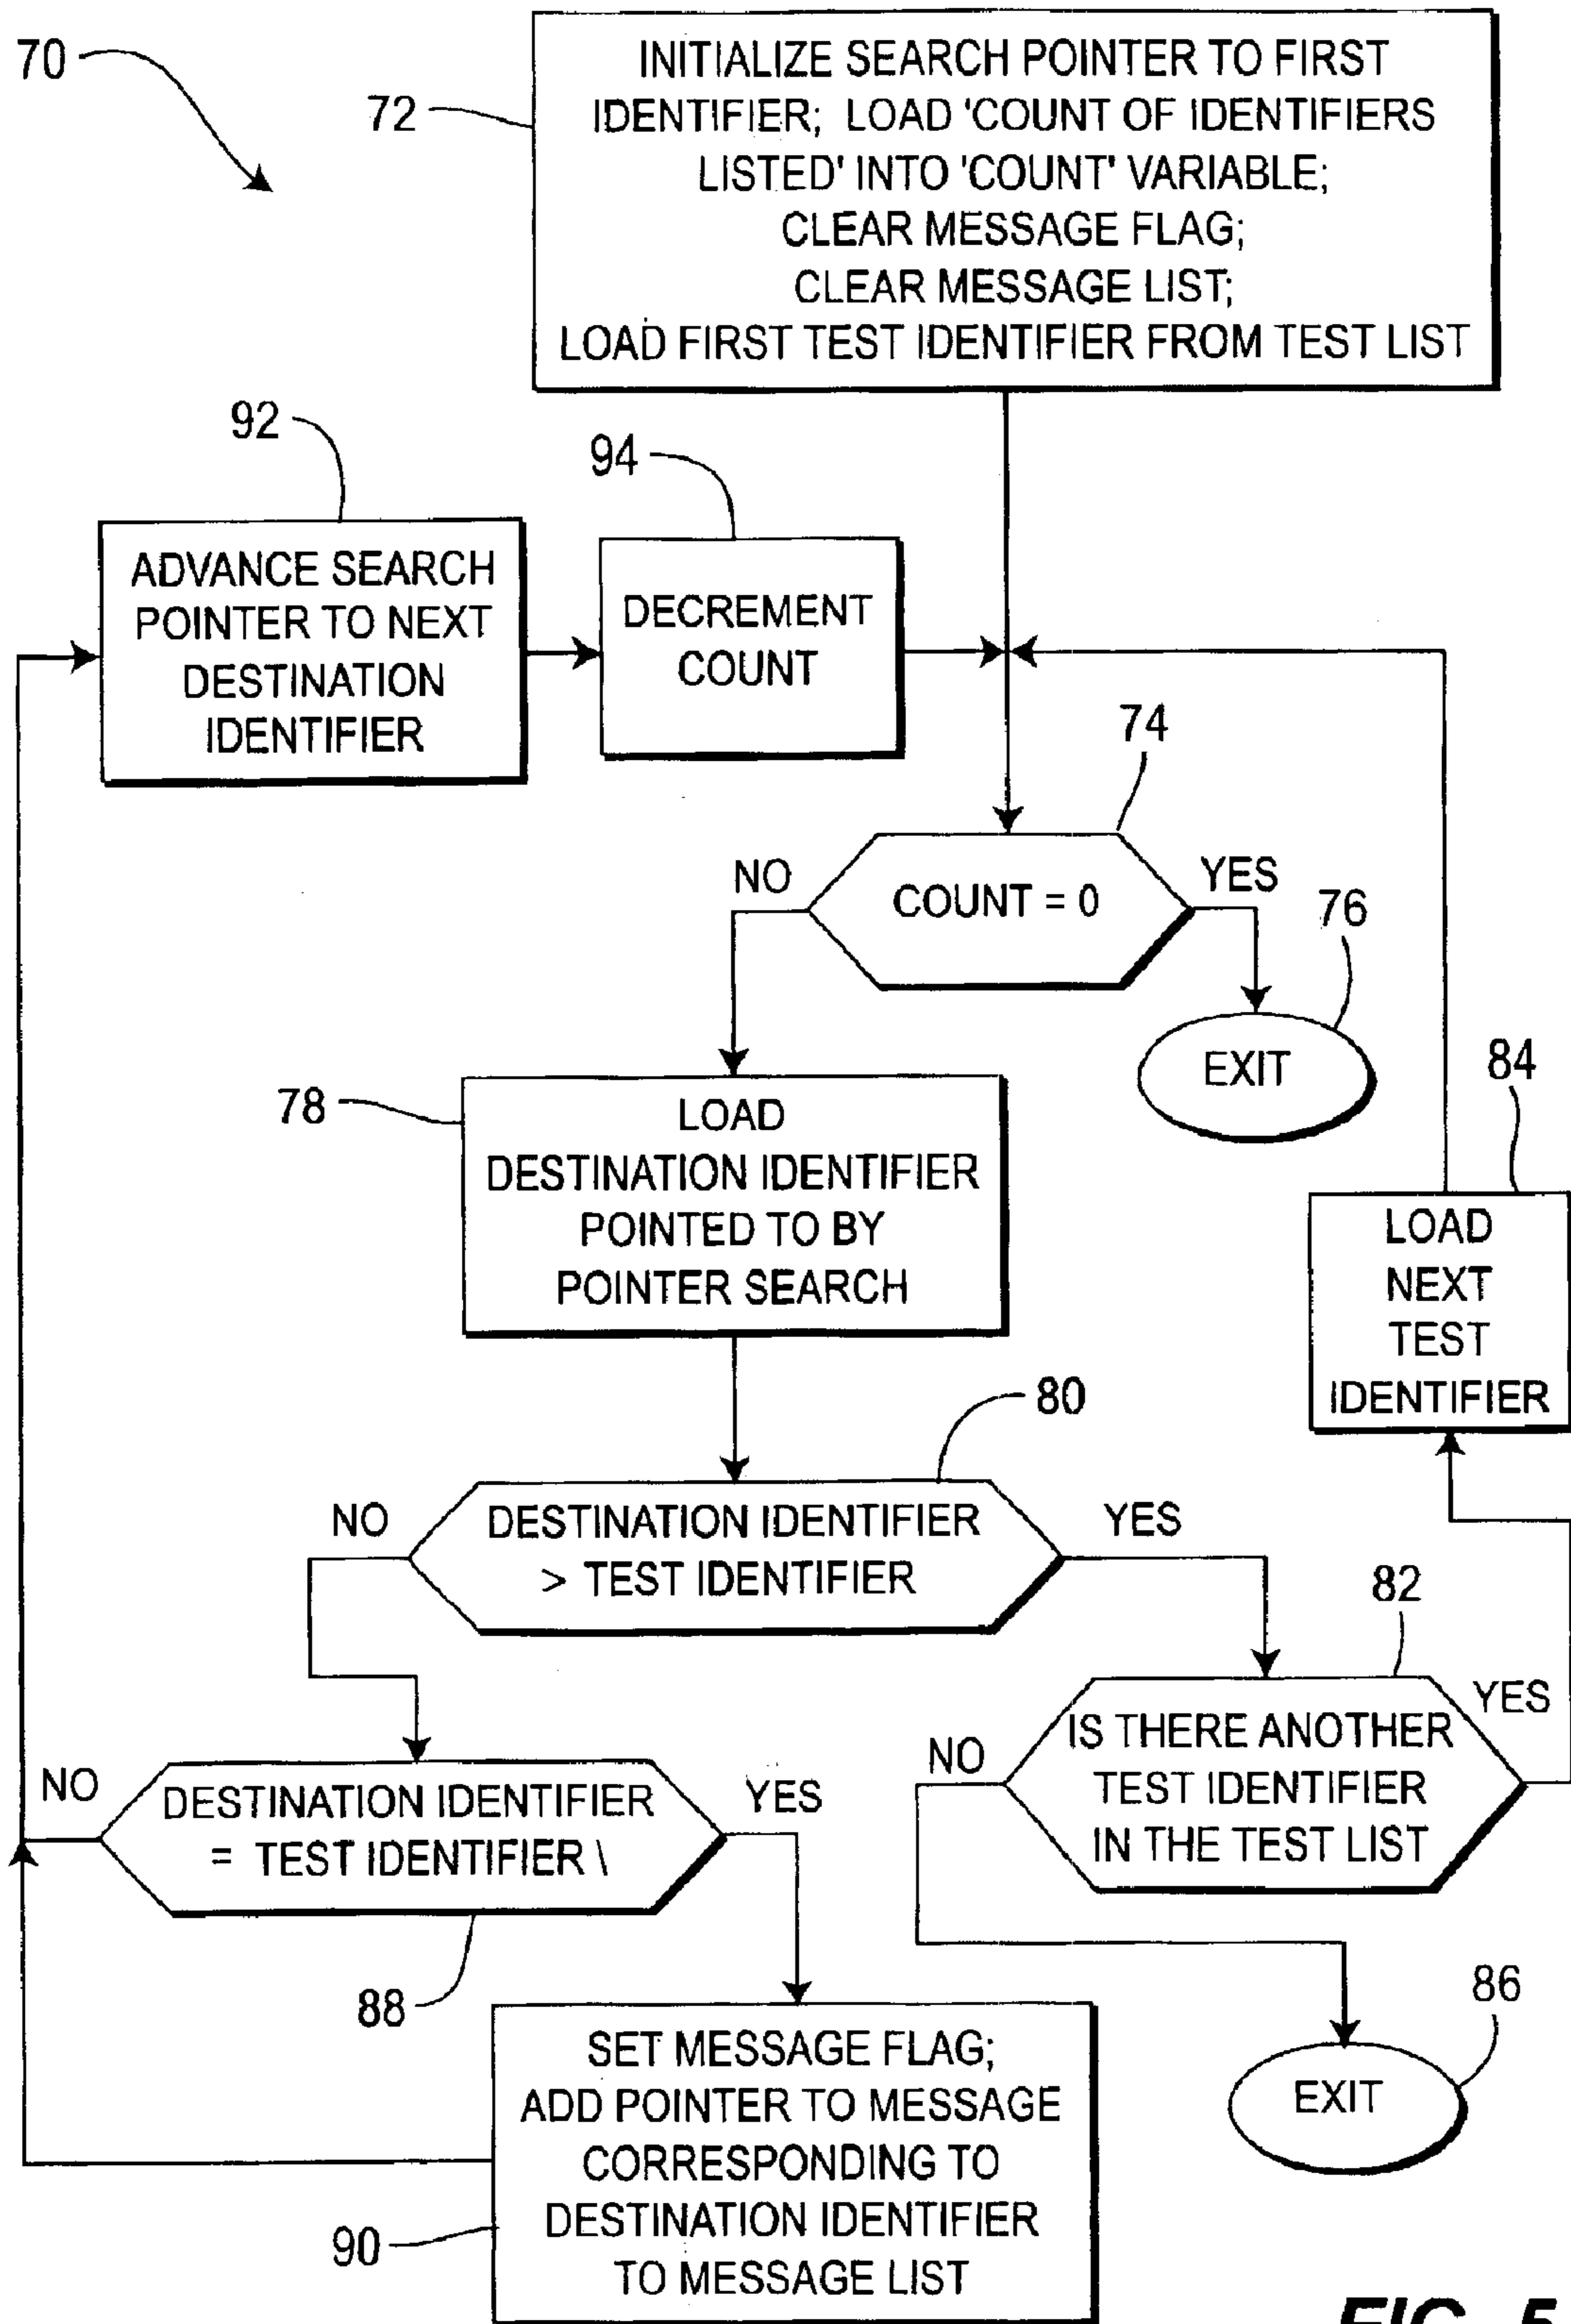 70
72
INITIALIZE SEARCH POINTER TO FIRST
IDENTIFIER; LOAD 'COUNT OF IDENTIFIERS
LISTED' INTO 'COUNT' VARIABLE;
CLEAR MESSAGE FLAG;
CLEAR MESSAGE LIST;
LOAD FIRST TEST IDENTIFIER FROM TEST LIST
92
94
ADVANCE SEARCH
POINTER TO NEXT
DESTINATION
IDENTIFIER
DECREMENT
COUNT
74
NO
COUNT = 0
YES
76
EXIT
78
LOAD
DESTINATION IDENTIFIER
POINTED TO BY
POINTER SEARCH
84
LOAD
NEXT
TEST
IDENTIFIER
80
NO
DESTINATION IDENTIFIER
> TEST IDENTIFIER
YES
82
NO
IS THERE ANOTHER
TEST IDENTIFIER
IN THE TEST LIST
YES
NO
DESTINATION IDENTIFIER
= TEST IDENTIFIER \
YES
88
86
EXIT
90
SET MESSAGE FLAG;
ADD POINTER TO MESSAGE
CORRESPONDING TO
DESTINATION IDENTIFIER
TO MESSAGE LIST
FIG. 5